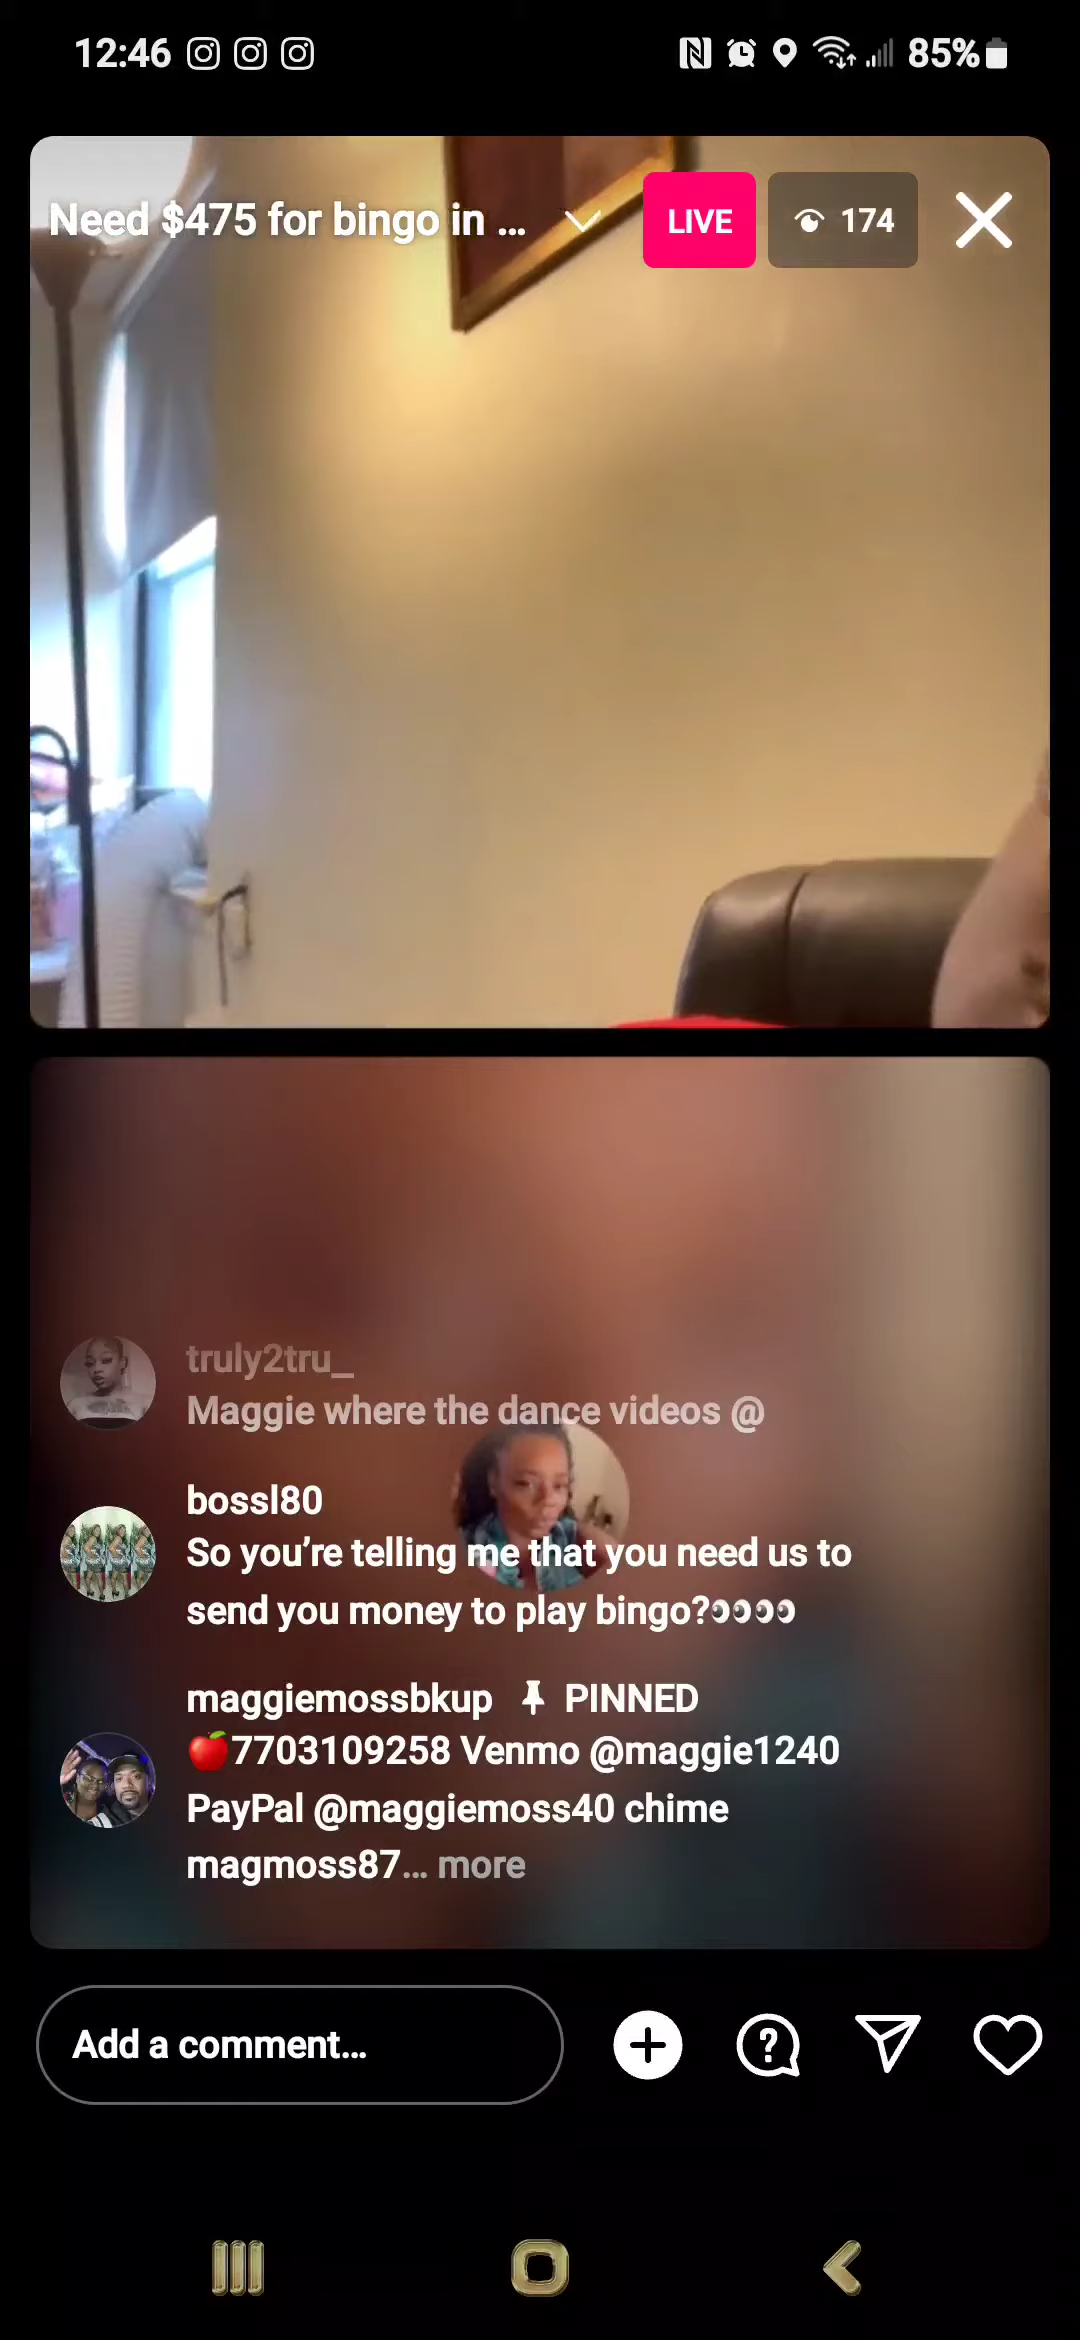 12:46
85%
Need $475 for bingo in ...
LIVE
174
truly2tru_
Maggie where the dance videos @
bossl80
So you’re telling me that you need us to
send you money to play bingo?👀👀
maggiemossbkup 📌 PINNED
🍎7703109258 Venmo @maggie1240
PayPal @maggiemoss40 chime
magmoss87... more
Add a comment...